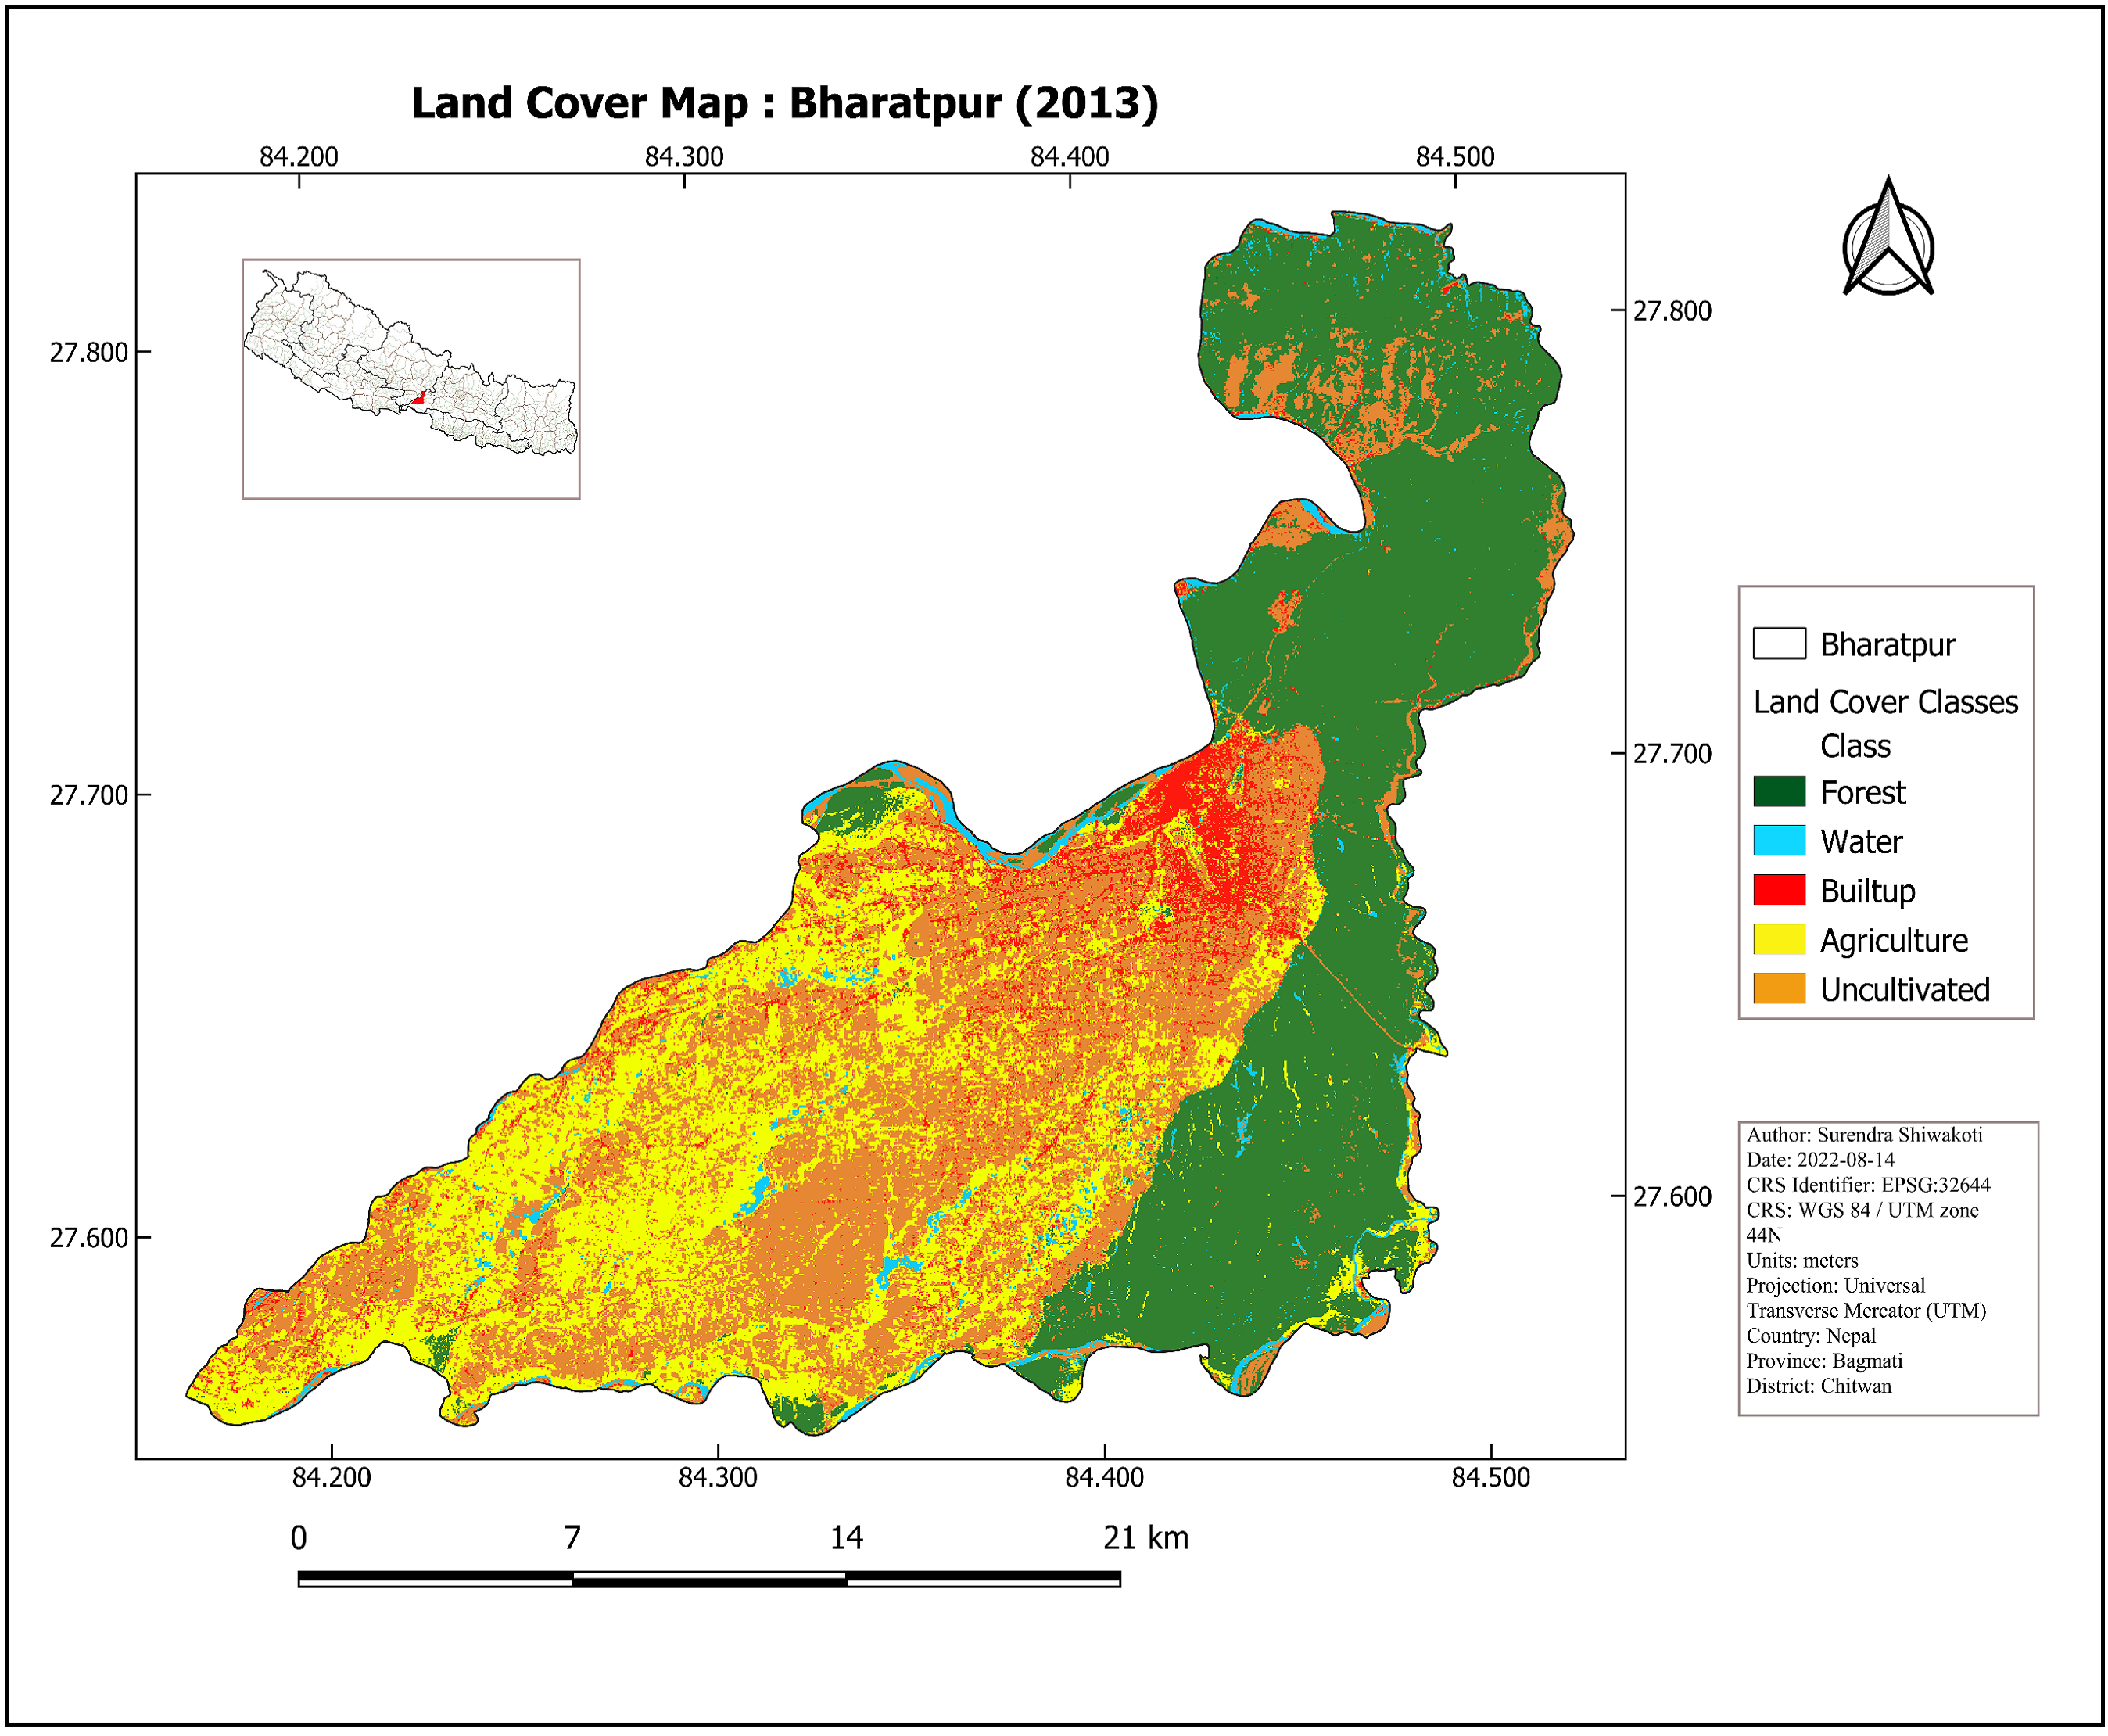 Land Cover Map : Bharatpur (2013)
84.200 84.300 84.400 84.500
27.800 27.800
27.700 27.700
27.600 27.600
84.200 84.300 84.400 84.500
0 7 14 21 km
Bharatpur
Land Cover Classes
Class
Forest
Water
Builtup
Agriculture
Uncultivated
Author: Surendra Shiwakoti
Date: 2022-08-14
CRS Identifier: EPSG:32644
CRS: WGS 84 / UTM zone
44N
Units: meters
Projection: Universal
Transverse Mercator (UTM)
Country: Nepal
Province: Bagmati
District: Chitwan